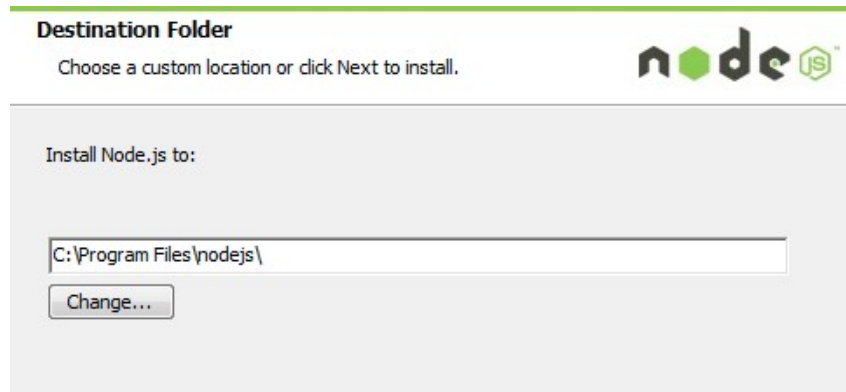 Destination Folder
Choose a custom location or click Next to install.
node JS
Install Node.js to:
C:\Program Files\nodejs\
Change...